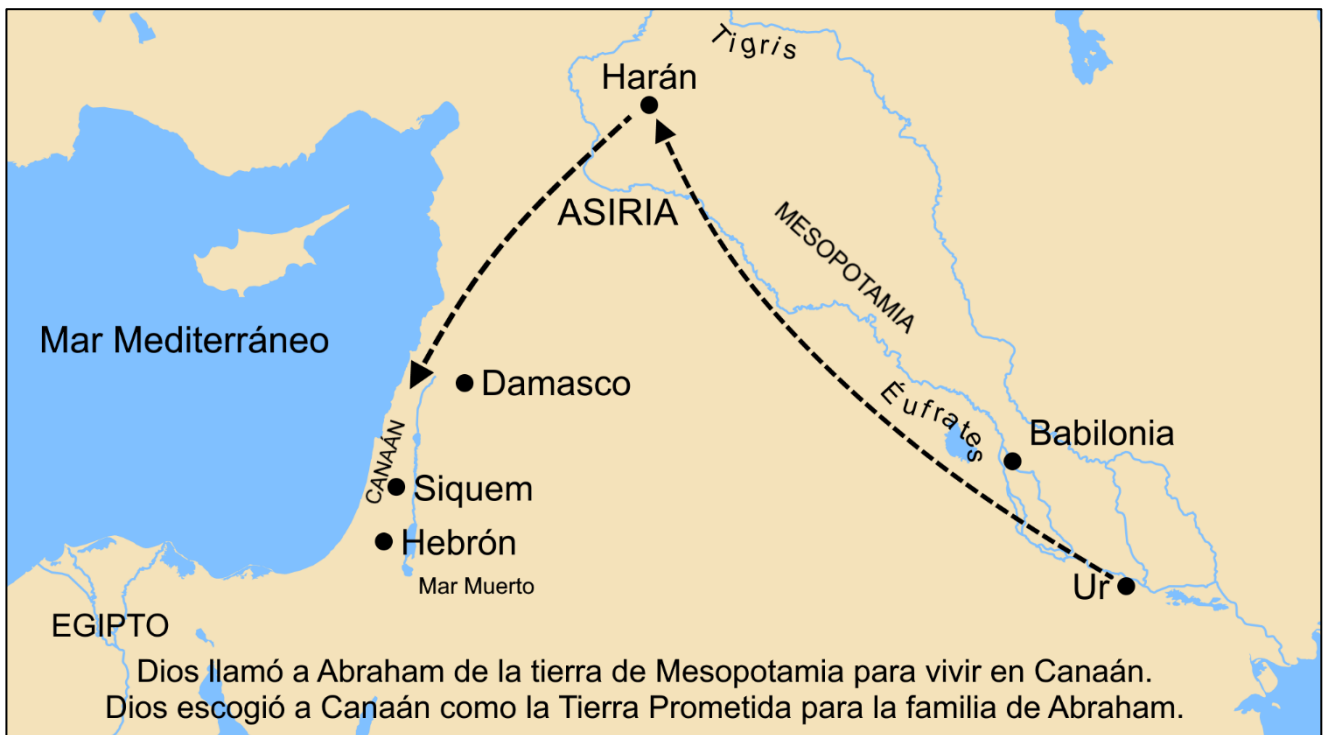 Tigris
Harán
ASIRIA
MESOPOTAMIA
Mar Mediterráneo
Damasco
Éufrates
Babilonia
CANAÁN
Siquem
Hebrón
Mar Muerto
Ur
EGIPTO
Dios llamó a Abraham de la tierra de Mesopotamia para vivir en Canaán.
Dios escogió a Canaán como la Tierra Prometida para la familia de Abraham.